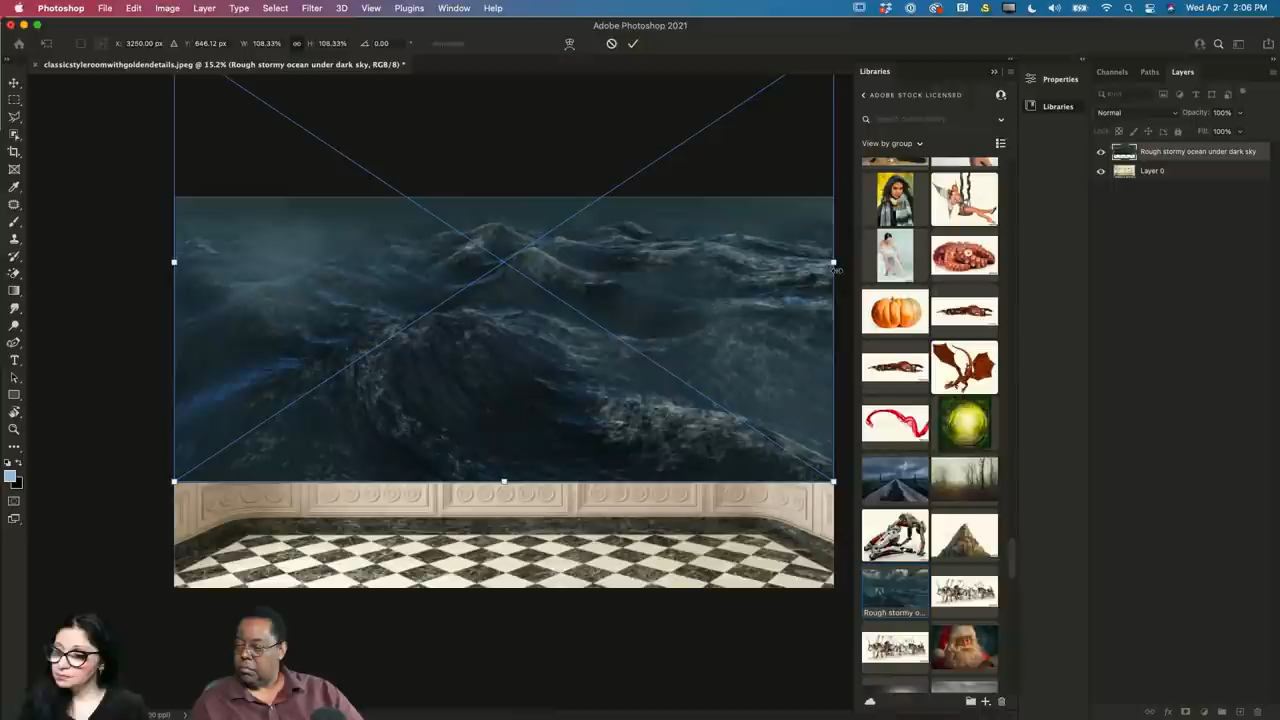 Photoshop File Edit Image Layer Type Select Filter 3D View Plugins Window Help
Wed Apr 7 2:06 PM
Adobe Photoshop 2021
X: 3250.00 px Y: 646.12 px W: 108.33% H: 108.33% 0.00
classicstyleroomwithgoldendetails.jpeg @ 15.2% (Rough stormy ocean under dark sky, RGB/8) *
Libraries
ADOBE STOCK LICENSED
View by group
Rough stormy o...
Properties
Libraries
Channels Paths Layers
Normal Opacity: 100%
Lock: Fill: 100%
Rough stormy ocean under dark sky
Layer 0
00 ppi)